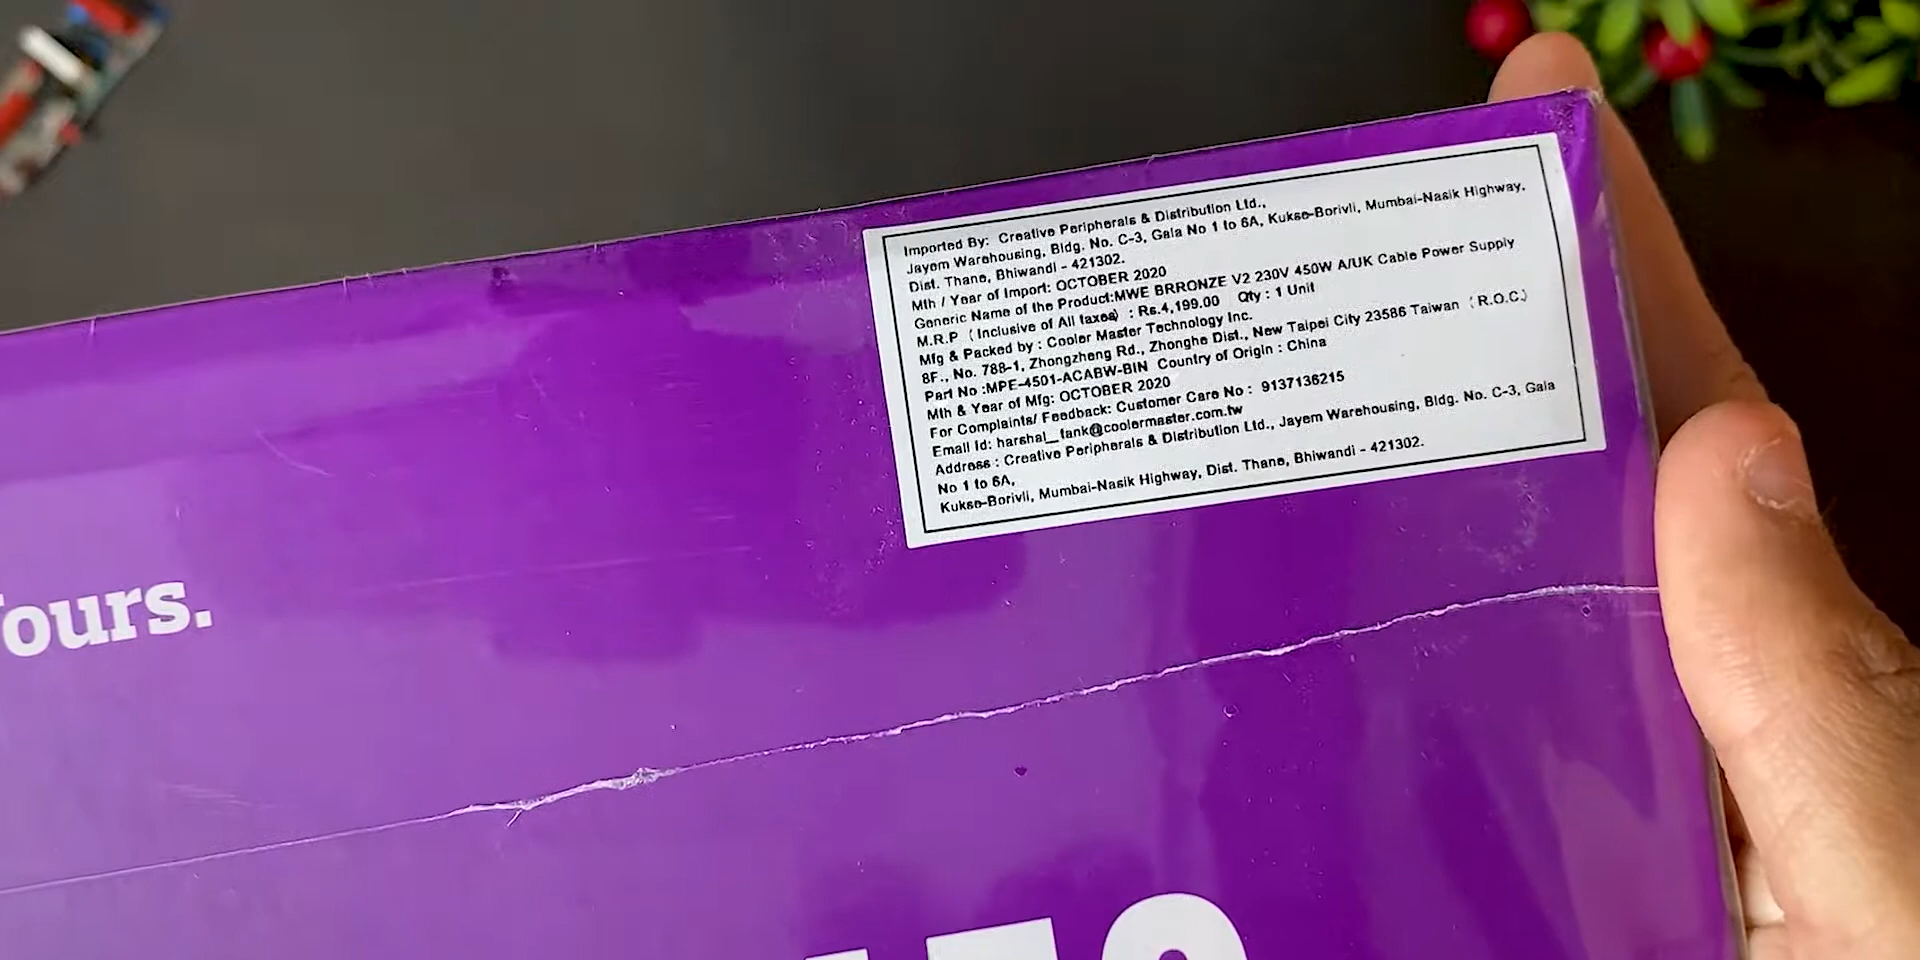 Imported By: Creative Peripherals & Distribution Ltd.,
Jayem Warehousing, Bldg. No. C-3, Gala No 1 to 6A, Kukse-Borivli, Mumbai-Nasik Highway,
Dist. Thane, Bhiwandi - 421302.
Mth / Year of Import: OCTOBER 2020
Generic Name of the Product:MWE BRRONZE V2 230V 450W A/UK Cable Power Supply
M.R.P (Inclusive of All taxes) : Rs.4,199.00 Qty : 1 Unit
Mfg & Packed by : Cooler Master Technology Inc.
8F., No. 788-1, Zhongzheng Rd., Zhonghe Dist., New Taipei City 23586 Taiwan (R.O.C.)
Part No :MPE-4501-ACABW-BIN Country of Origin : China
Mth & Year of Mfg: OCTOBER 2020
For Complaints/ Feedback: Customer Care No : 9137136215
Email Id: harshal_tank@coolermaster.com.tw
Address : Creative Peripherals & Distribution Ltd., Jayem Warehousing, Bldg. No. C-3, Gala
No 1 to 6A,
Kukse-Borivli, Mumbai-Nasik Highway, Dist. Thane, Bhiwandi - 421302.
Yours.